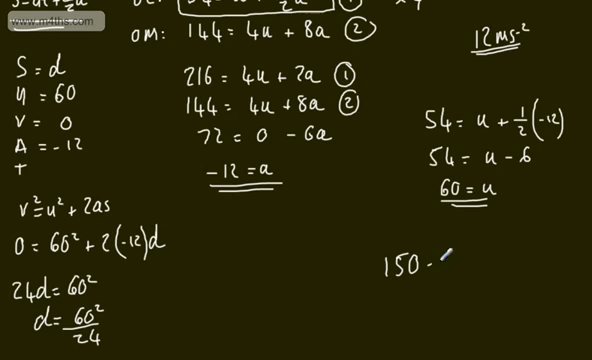 www.m4ths.com
OM: 144 = 4u + 8a ②
12ms⁻²
S = d
u = 60
v = 0
A = -12
T
216 = 4u + 2a ①
144 = 4u + 8a ②
72 = 0 - 6a
-12 = a
54 = u + 1/2(-12)
54 = u - 6
60 = u
v² = u² + 2as
0 = 60² + 2(-12)d
24d = 60²
d = 60²/24
150 -